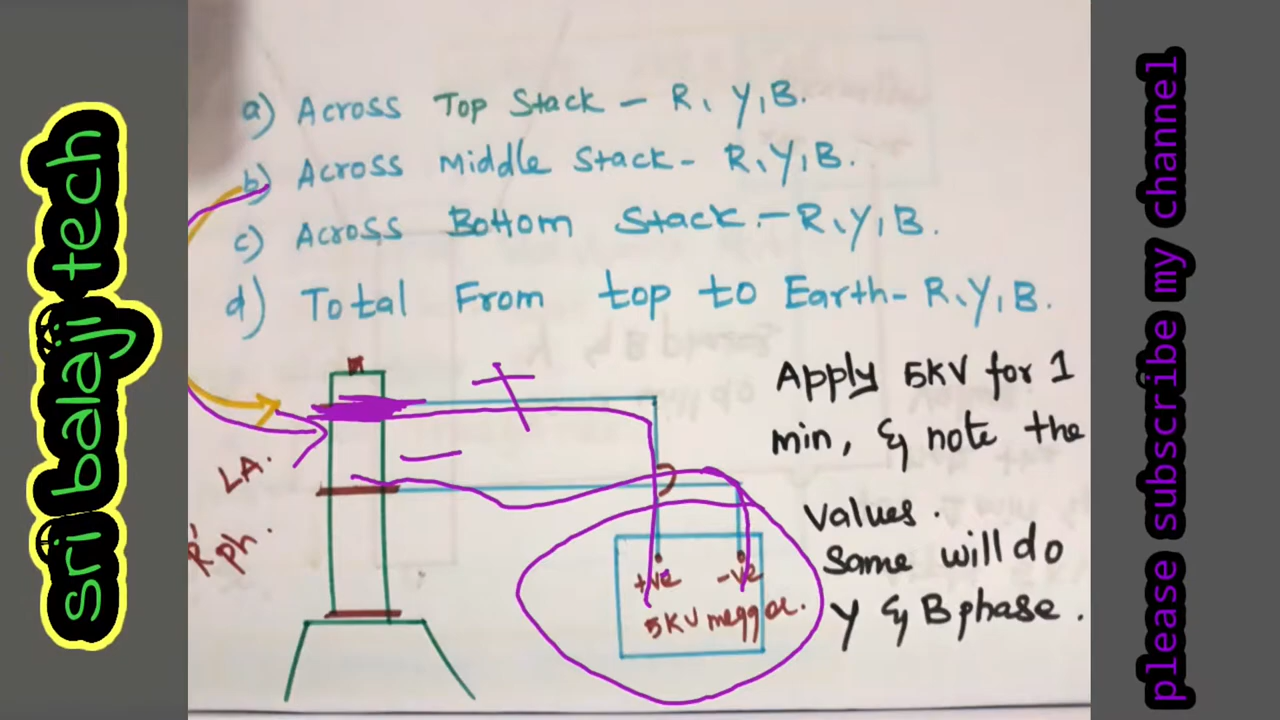 sri balaji tech
a) Across Top Stack - R, Y, B.
b) Across Middle Stack - R, Y, B.
c) Across Bottom Stack. - R, Y, B.
d) Total From top to Earth - R, Y, B.
Apply 5KV for 1
min, & note the
values.
Same will do
Y & B phase.
+
-
LA.
R' ph.
+ve -ve
5KV meggar.
please subscribe my channel